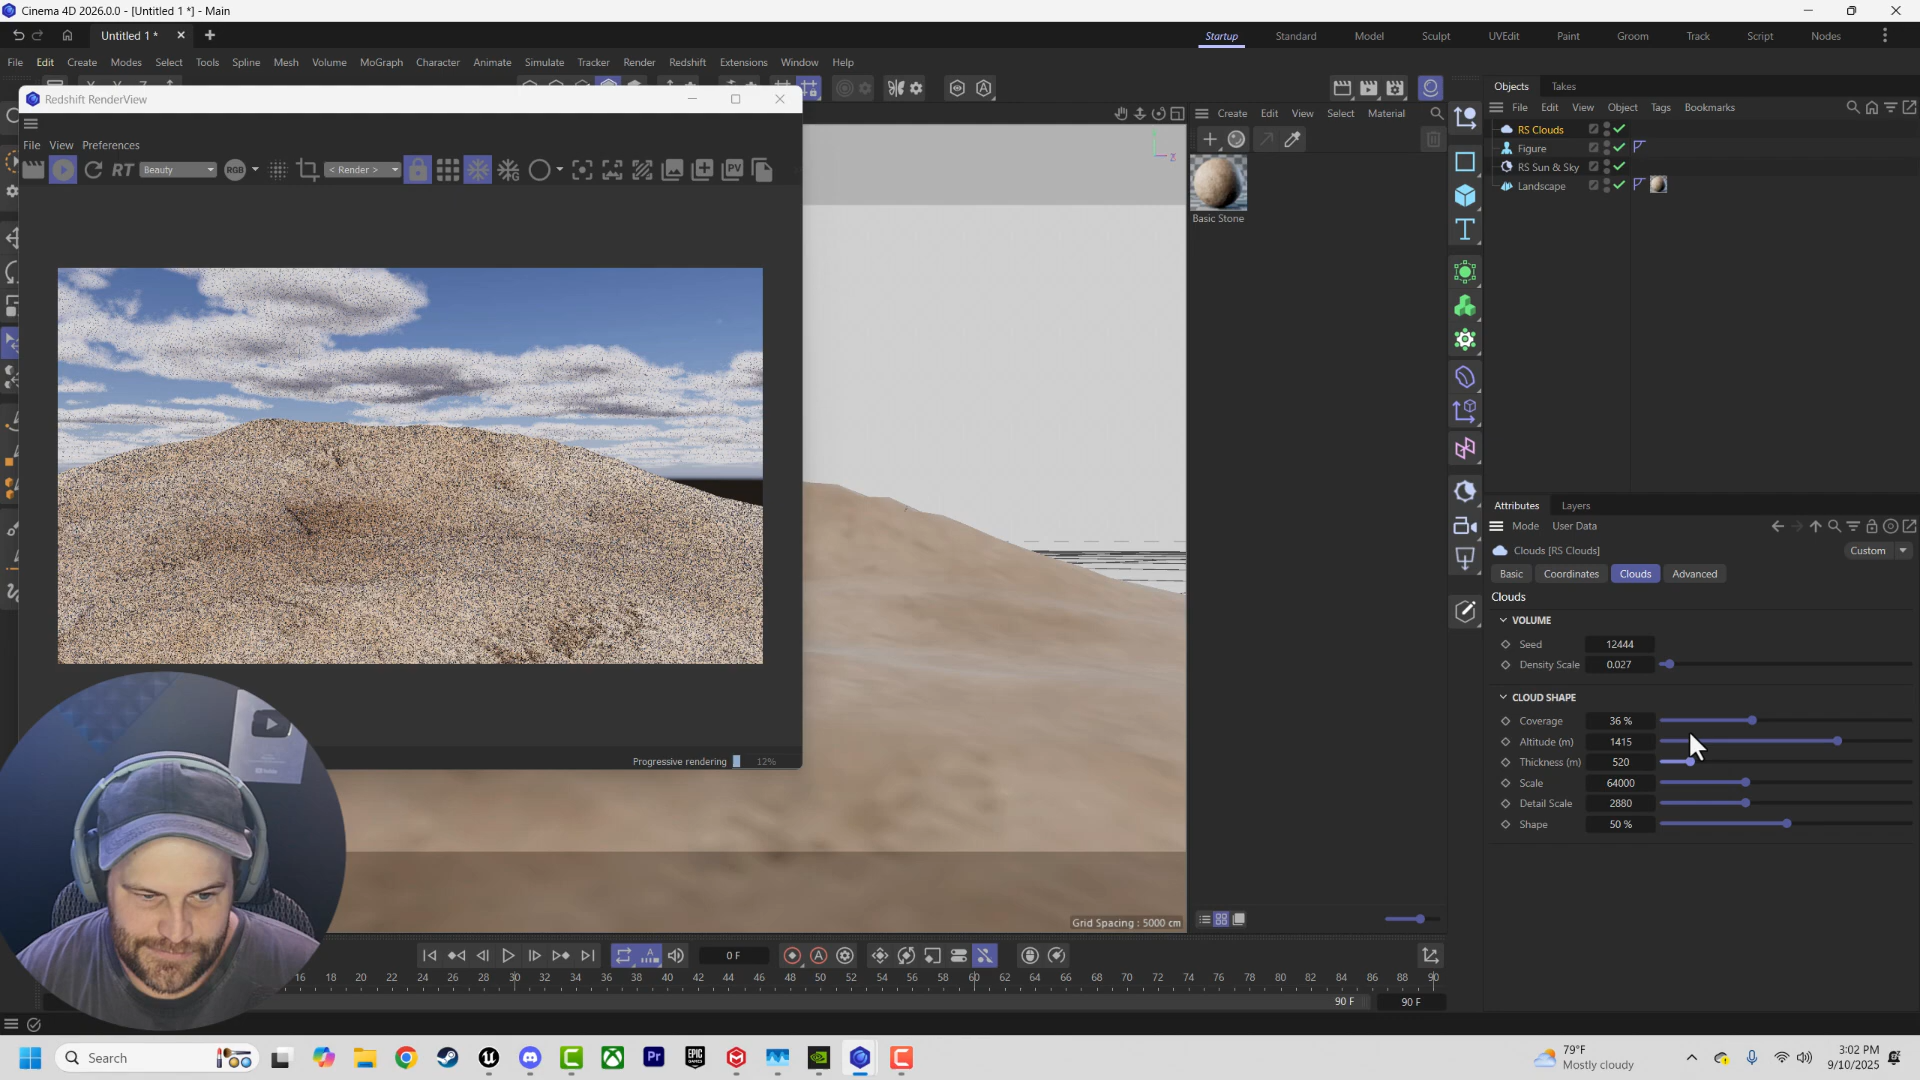 Cinema 4D 2026.0.0 - [Untitled 1 *] - Main
Untitled 1 *
Startup Standard Model Sculpt UVEdit Paint Groom Track Script Nodes
File Edit Create Modes Select Tools Spline Mesh Volume MoGraph Character Animate Simulate Tracker Render Redshift Extensions Window Help
Redshift RenderView
File View Preferences
RT Beauty RGB < Render > PV
Create Edit View Select Material
Basic Stone
Objects Takes
File Edit View Object Tags Bookmarks
RS Clouds
Figure
RS Sun & Sky
Landscape
Attributes Layers
Mode User Data
Clouds [RS Clouds] Custom
Basic Coordinates Clouds Advanced
Clouds
VOLUME
Seed 12444
Density Scale 0.027
CLOUD SHAPE
Coverage 36 %
Altitude (m) 1415
Thickness (m) 520
Scale 64000
Detail Scale 2880
Shape 50 %
Progressive rendering 12%
Grid Spacing : 5000 cm
0 F
16 18 20 22 24 26 28 30 32 34 36 38 40 42 44 46 48 50 52 54 56 58 60 62 64 66 68 70 72 74 76 78 80 82 84 86 88 90
90 F 90 F
Search
79°F
Mostly cloudy
3:02 PM
9/10/2025